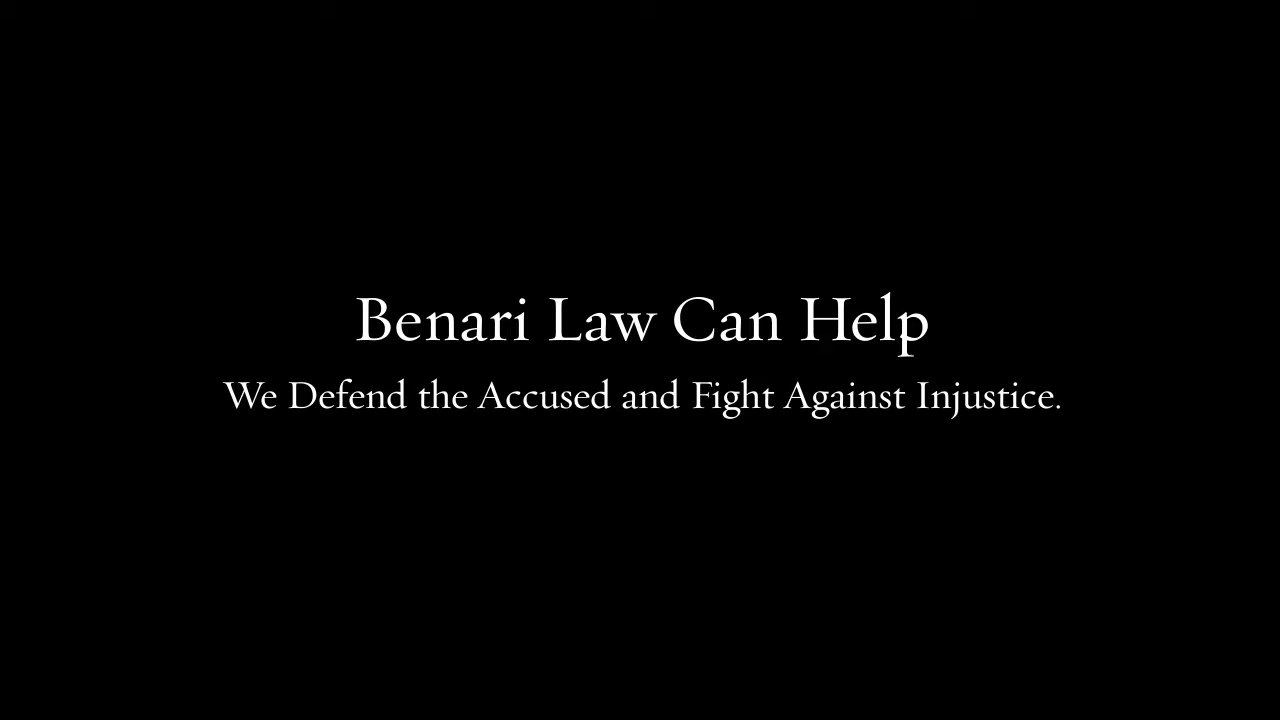 Benari Law Can Help
We Defend the Accused and Fight Against Injustice.